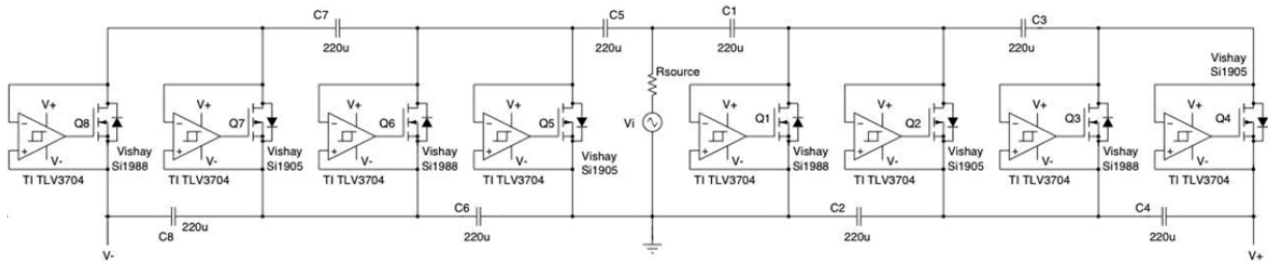 C7 C5 C1 C3
220u 220u 220u 220u
Rsource
Vishay
Si1905
V+ V+ V+ V+ V+ V+ V+ V+
Q8 Q7 Q6 Q5 Vi Q1 Q2 Q3 Q4
− − − − − − − −
+ + + + + + + +
V- V- V- V- V- V- V- V-
Vishay Vishay Vishay Vishay Vishay Vishay Vishay
Si1988 Si1905 Si1988 Si1905 Si1988 Si1905 Si1988
TI TLV3704 TI TLV3704 TI TLV3704 TI TLV3704 TI TLV3704 TI TLV3704 TI TLV3704 TI TLV3704
C6 C2 C4
C8 220u 220u 220u 220u
V- V+